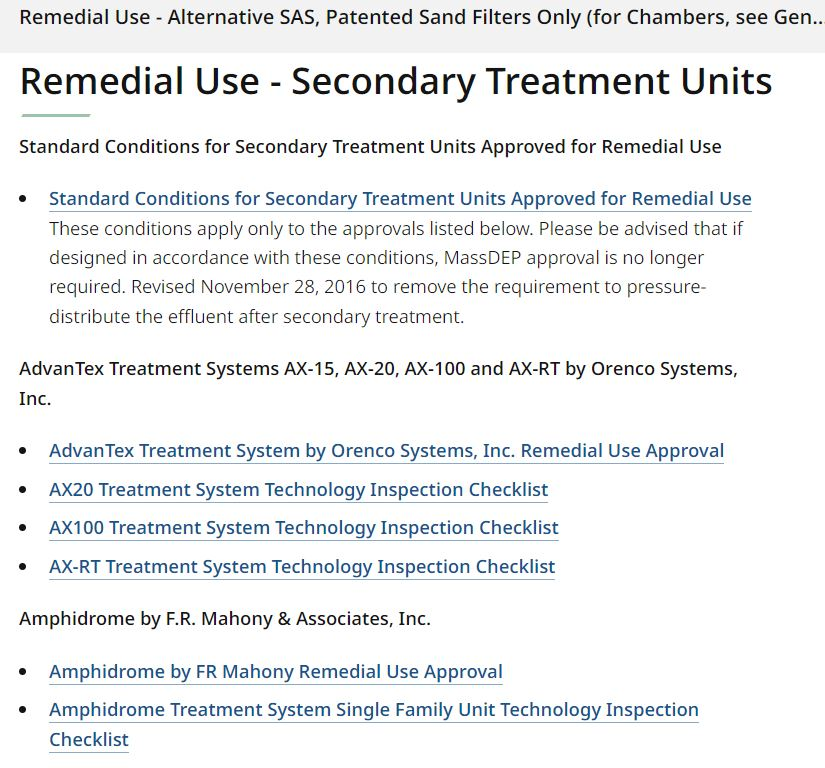 Remedial Use - Alternative SAS, Patented Sand Filters Only (for Chambers, see Gen...
Remedial Use - Secondary Treatment Units
Standard Conditions for Secondary Treatment Units Approved for Remedial Use
Standard Conditions for Secondary Treatment Units Approved for Remedial Use
These conditions apply only to the approvals listed below. Please be advised that if
designed in accordance with these conditions, MassDEP approval is no longer
required. Revised November 28, 2016 to remove the requirement to pressure-
distribute the effluent after secondary treatment.
AdvanTex Treatment Systems AX-15, AX-20, AX-100 and AX-RT by Orenco Systems,
Inc.
AdvanTex Treatment System by Orenco Systems, Inc. Remedial Use Approval
AX20 Treatment System Technology Inspection Checklist
AX100 Treatment System Technology Inspection Checklist
AX-RT Treatment System Technology Inspection Checklist
Amphidrome by F.R. Mahony & Associates, Inc.
Amphidrome by FR Mahony Remedial Use Approval
Amphidrome Treatment System Single Family Unit Technology Inspection
Checklist